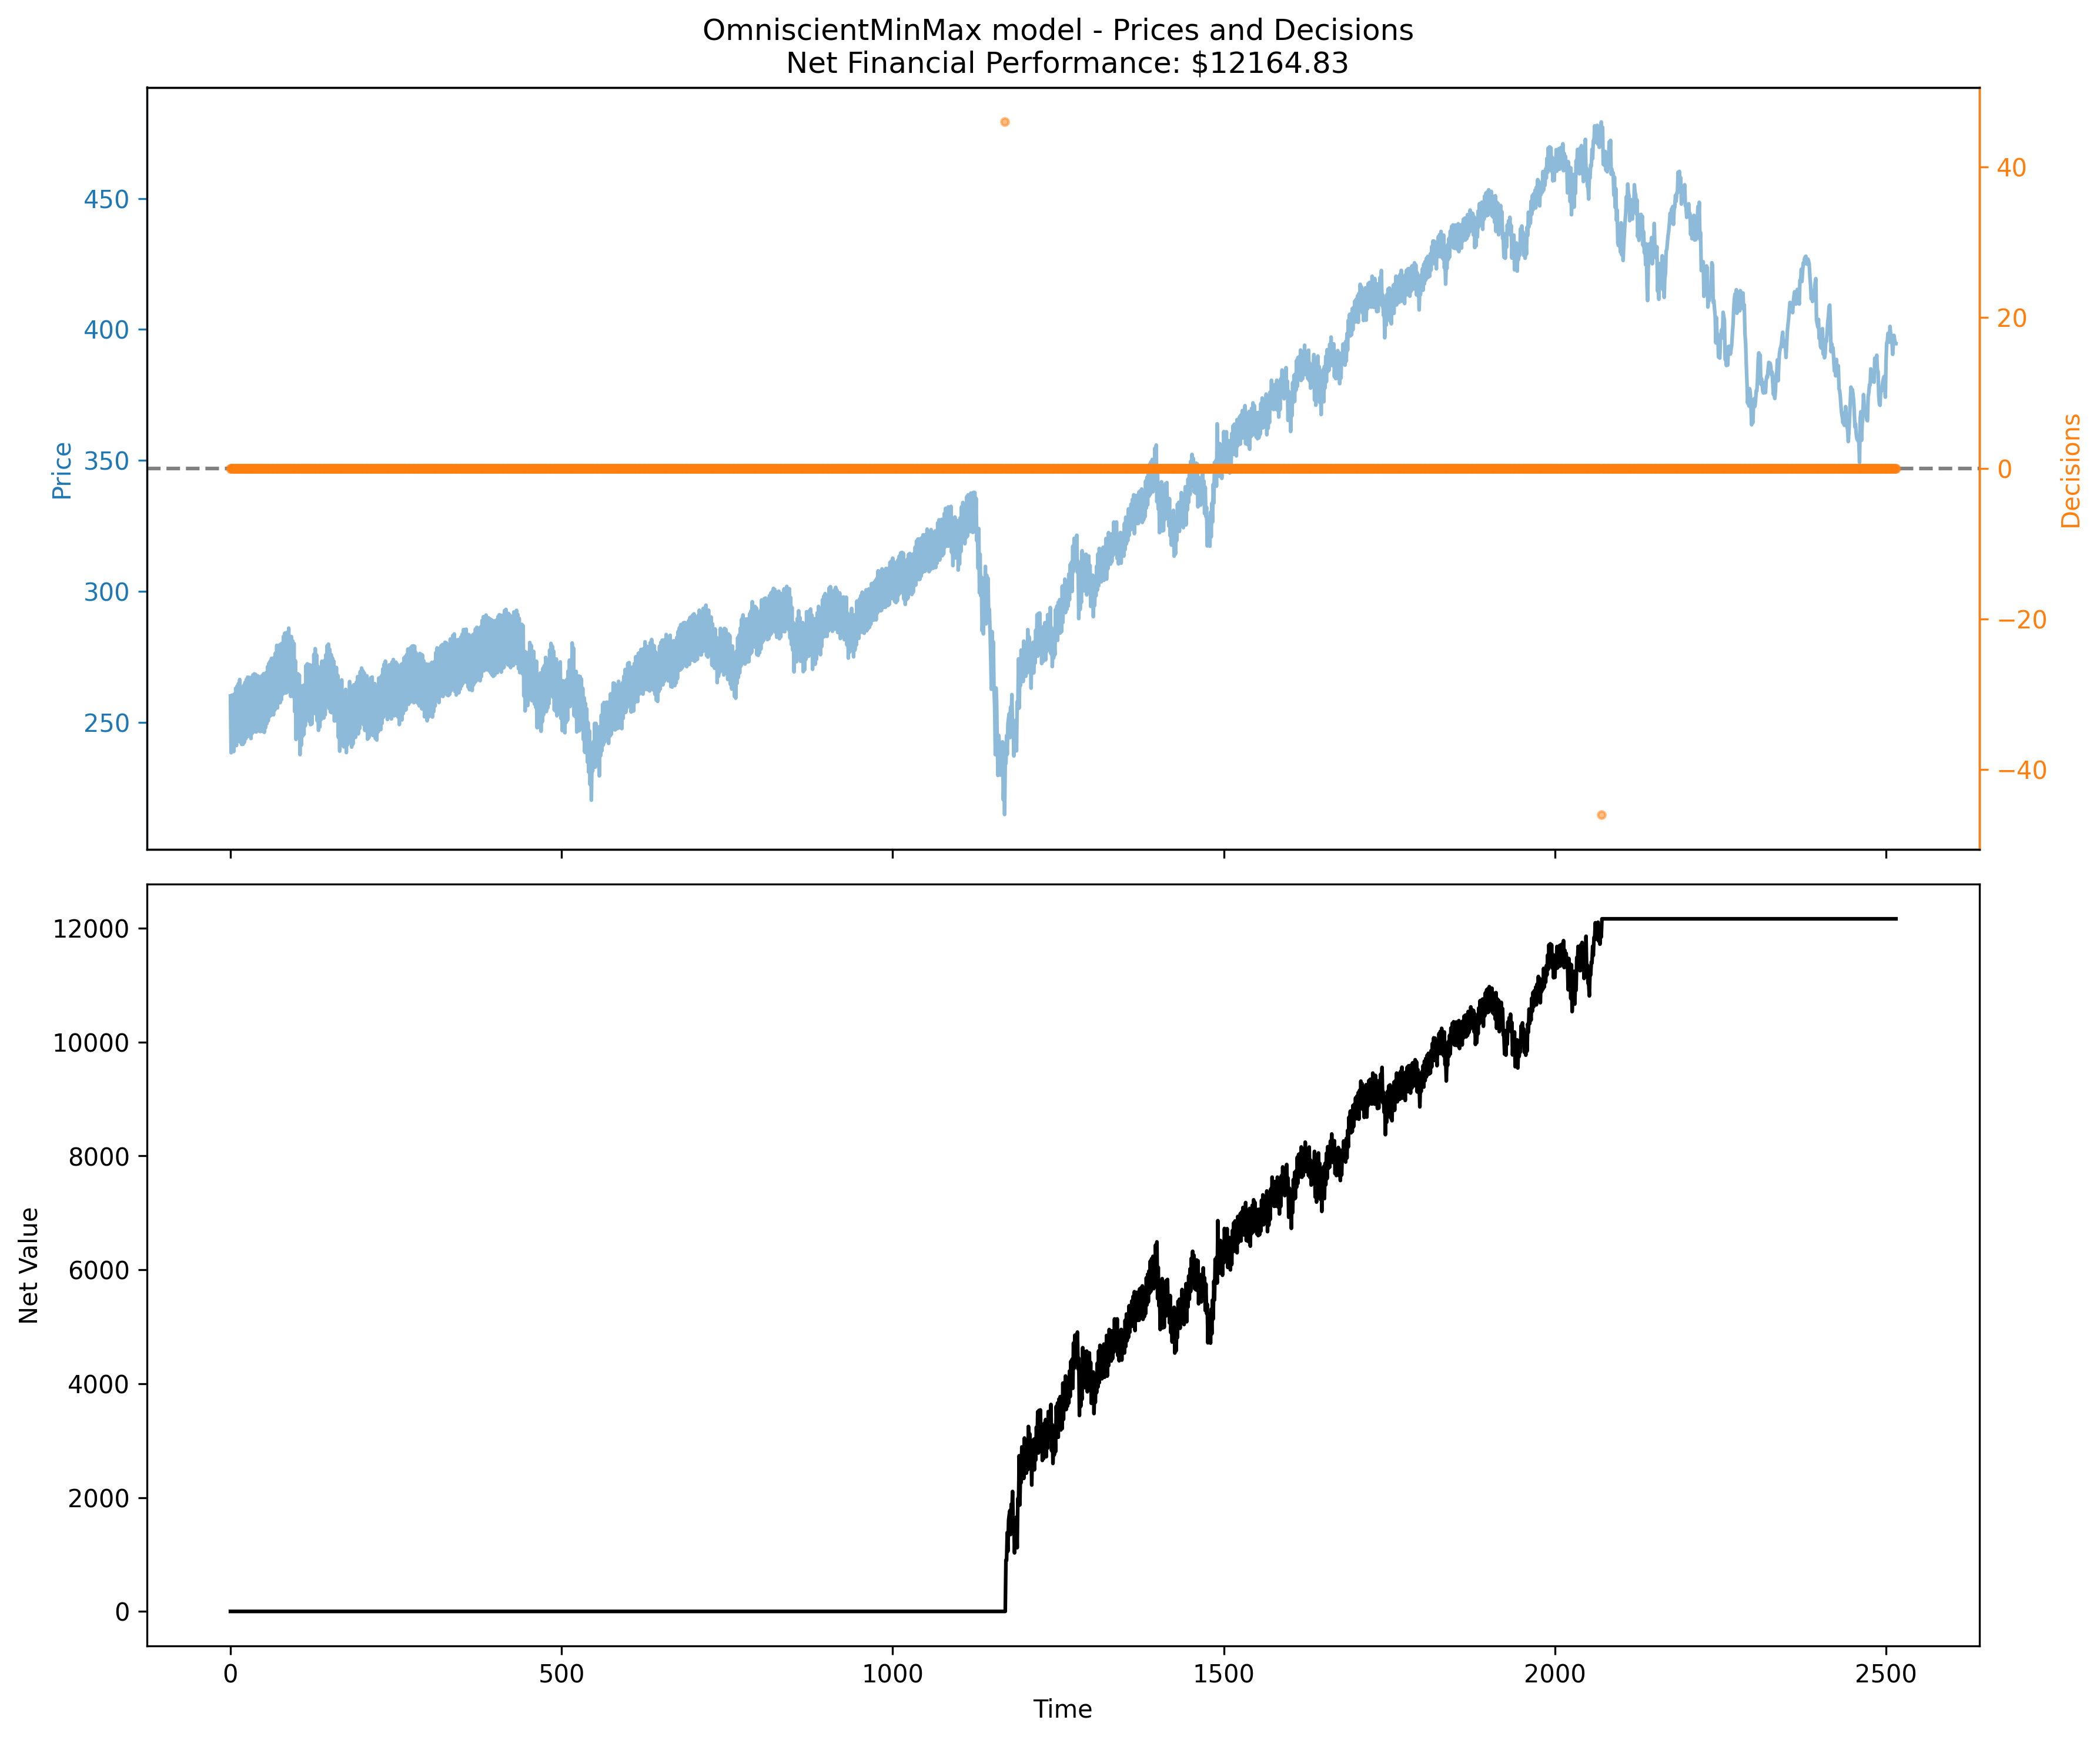 OmniscientMinMax model - Prices and Decisions
Net Financial Performance: $12164.83
Price
450
400
350
300
250
Decisions
40
20
0
−20
−40
Net Value
12000
10000
8000
6000
4000
2000
0
0 500 1000 1500 2000 2500
Time